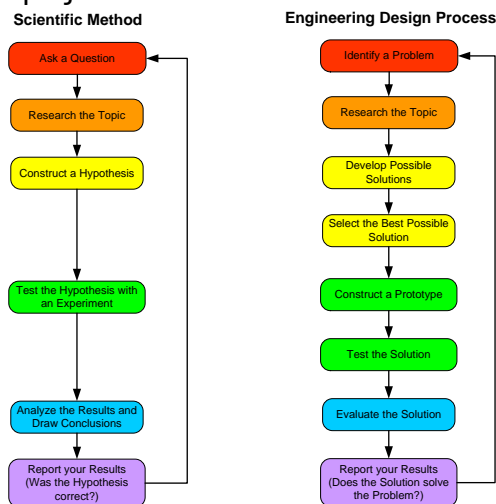 Scientific Method
Ask a Question
Research the Topic
Construct a Hypothesis
Test the Hypothesis with
an Experiment
Analyze the Results and
Draw Conclusions
Report your Results
(Was the Hypothesis
correct?)
Engineering Design Process
Identify a Problem
Research the Topic
Develop Possible
Solutions
Select the Best Possible
Solution
Construct a Prototype
Test the Solution
Evaluate the Solution
Report your Results
(Does the Solution solve
the Problem?)